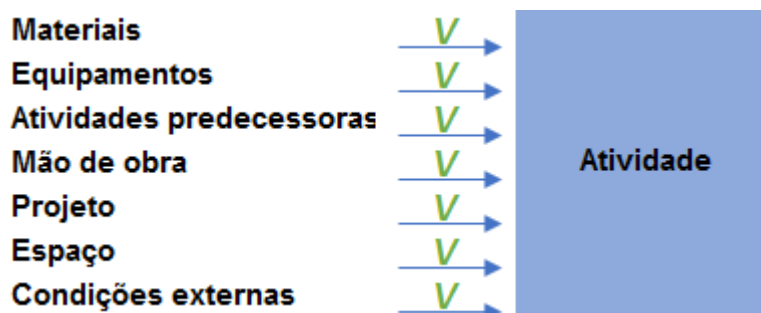 Materiais V
Equipamentos V
Atividades predecessoras V
Mão de obra V Atividade
Projeto V
Espaço V
Condições externas V